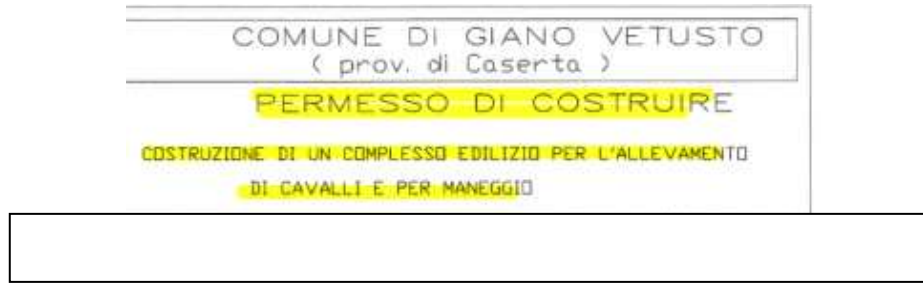 COMUNE DI GIANO VETUSTO
( prov. di Caserta )
PERMESSO DI COSTRUIRE
COSTRUZIONE DI UN COMPLESSO EDILIZIO PER L'ALLEVAMENTO
DI CAVALLI E PER MANEGGIO